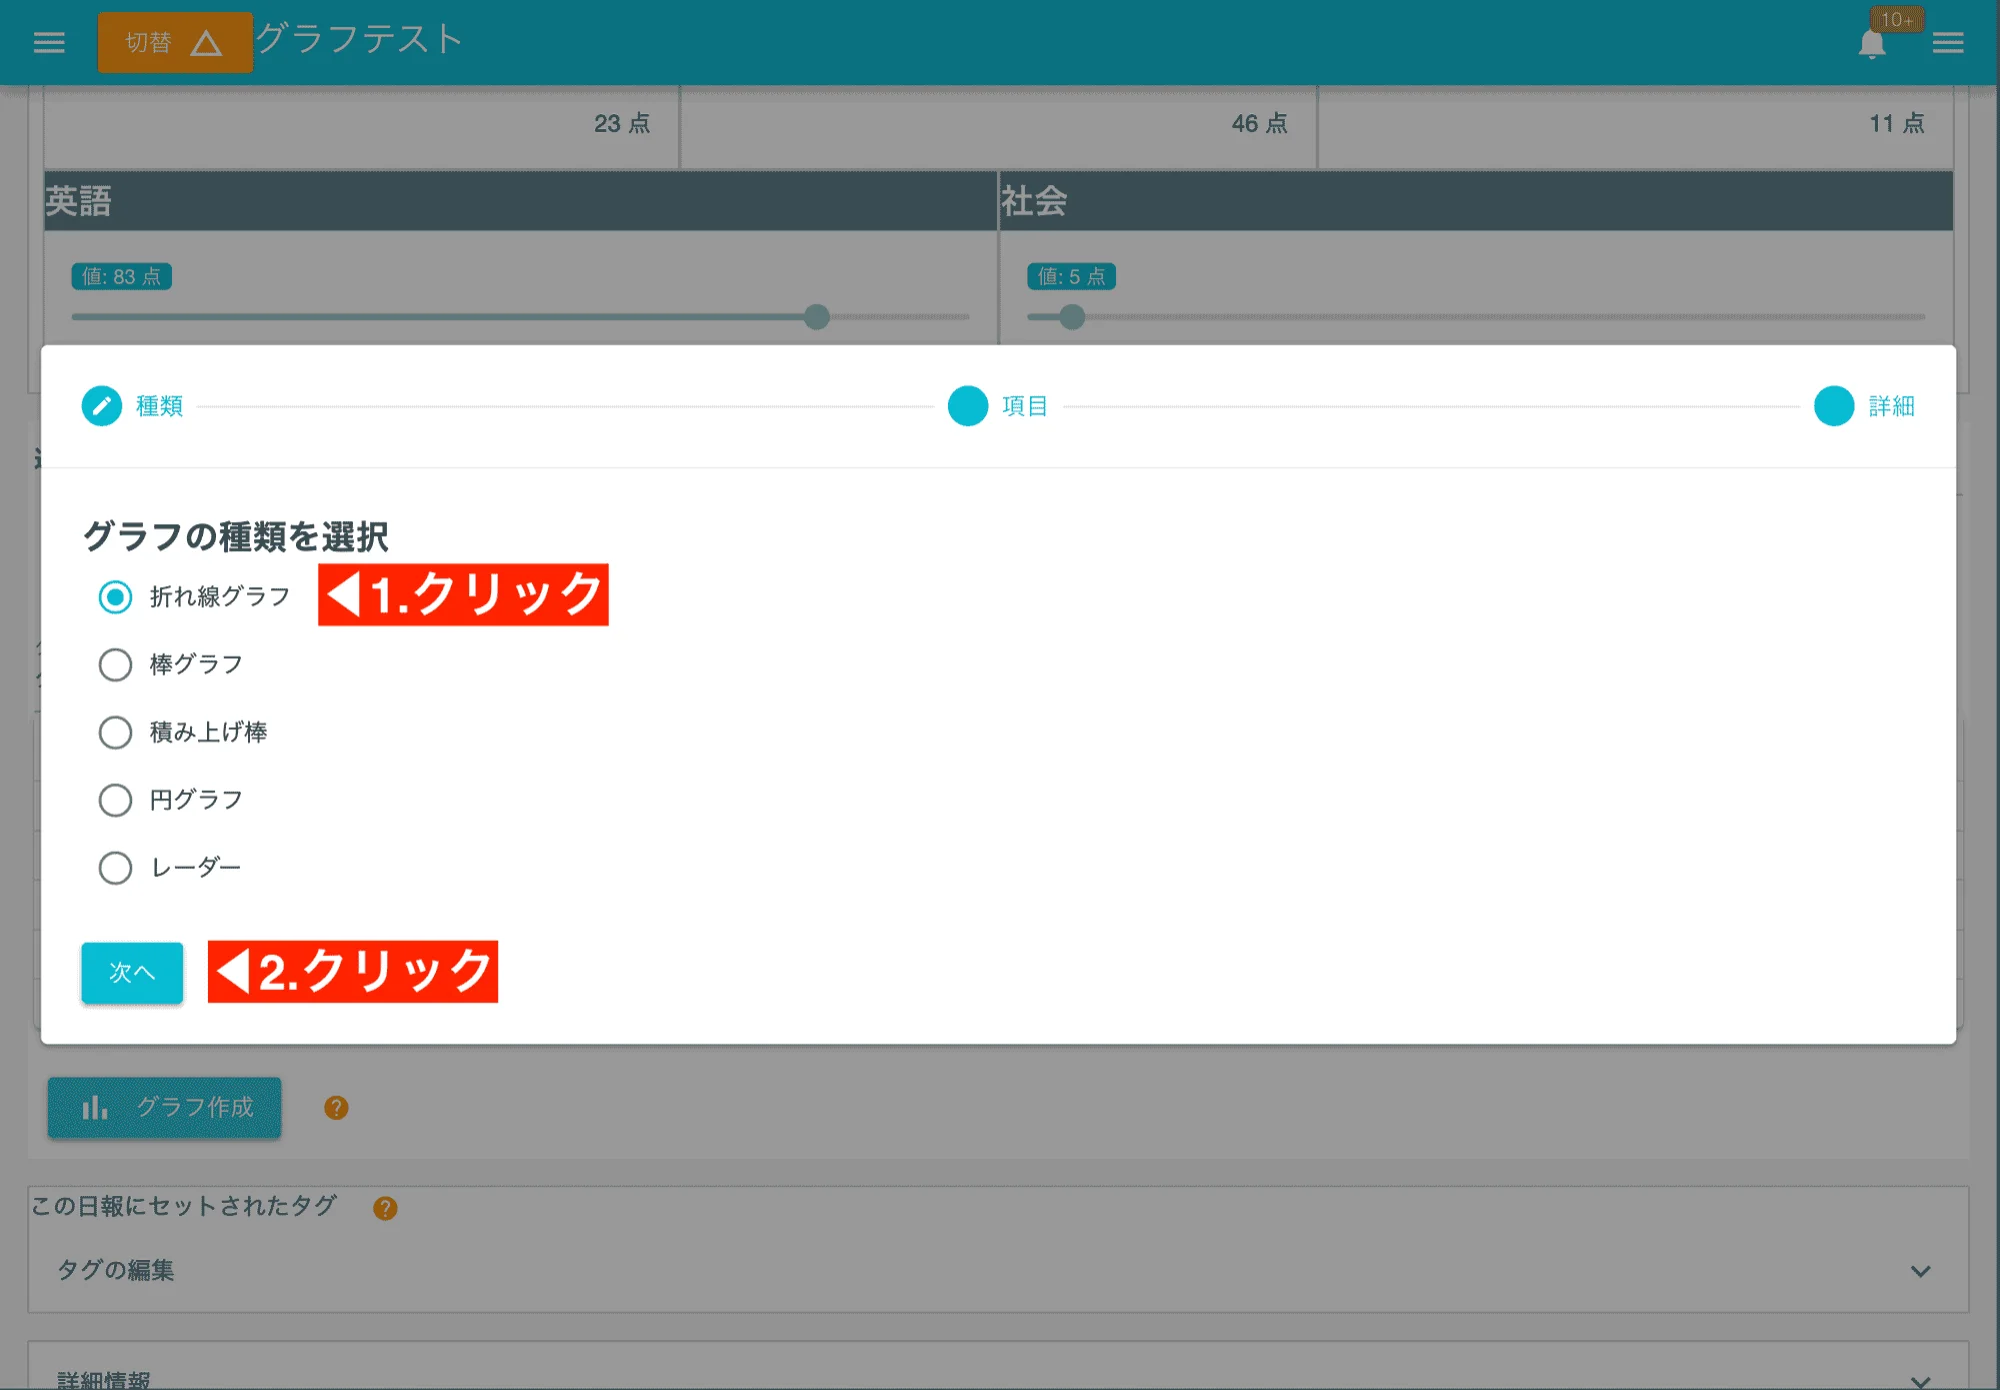 切替 グラフテスト 10+
23 点 46 点 11 点
英語 社会
値: 83 点 値: 5 点
種類 項目 詳細
グラフの種類を選択
折れ線グラフ ◀1.クリック
棒グラフ
積み上げ棒
円グラフ
レーダー
次へ ◀2.クリック
グラフ作成 ?
この日報にセットされたタグ ?
タグの編集
詳細情報